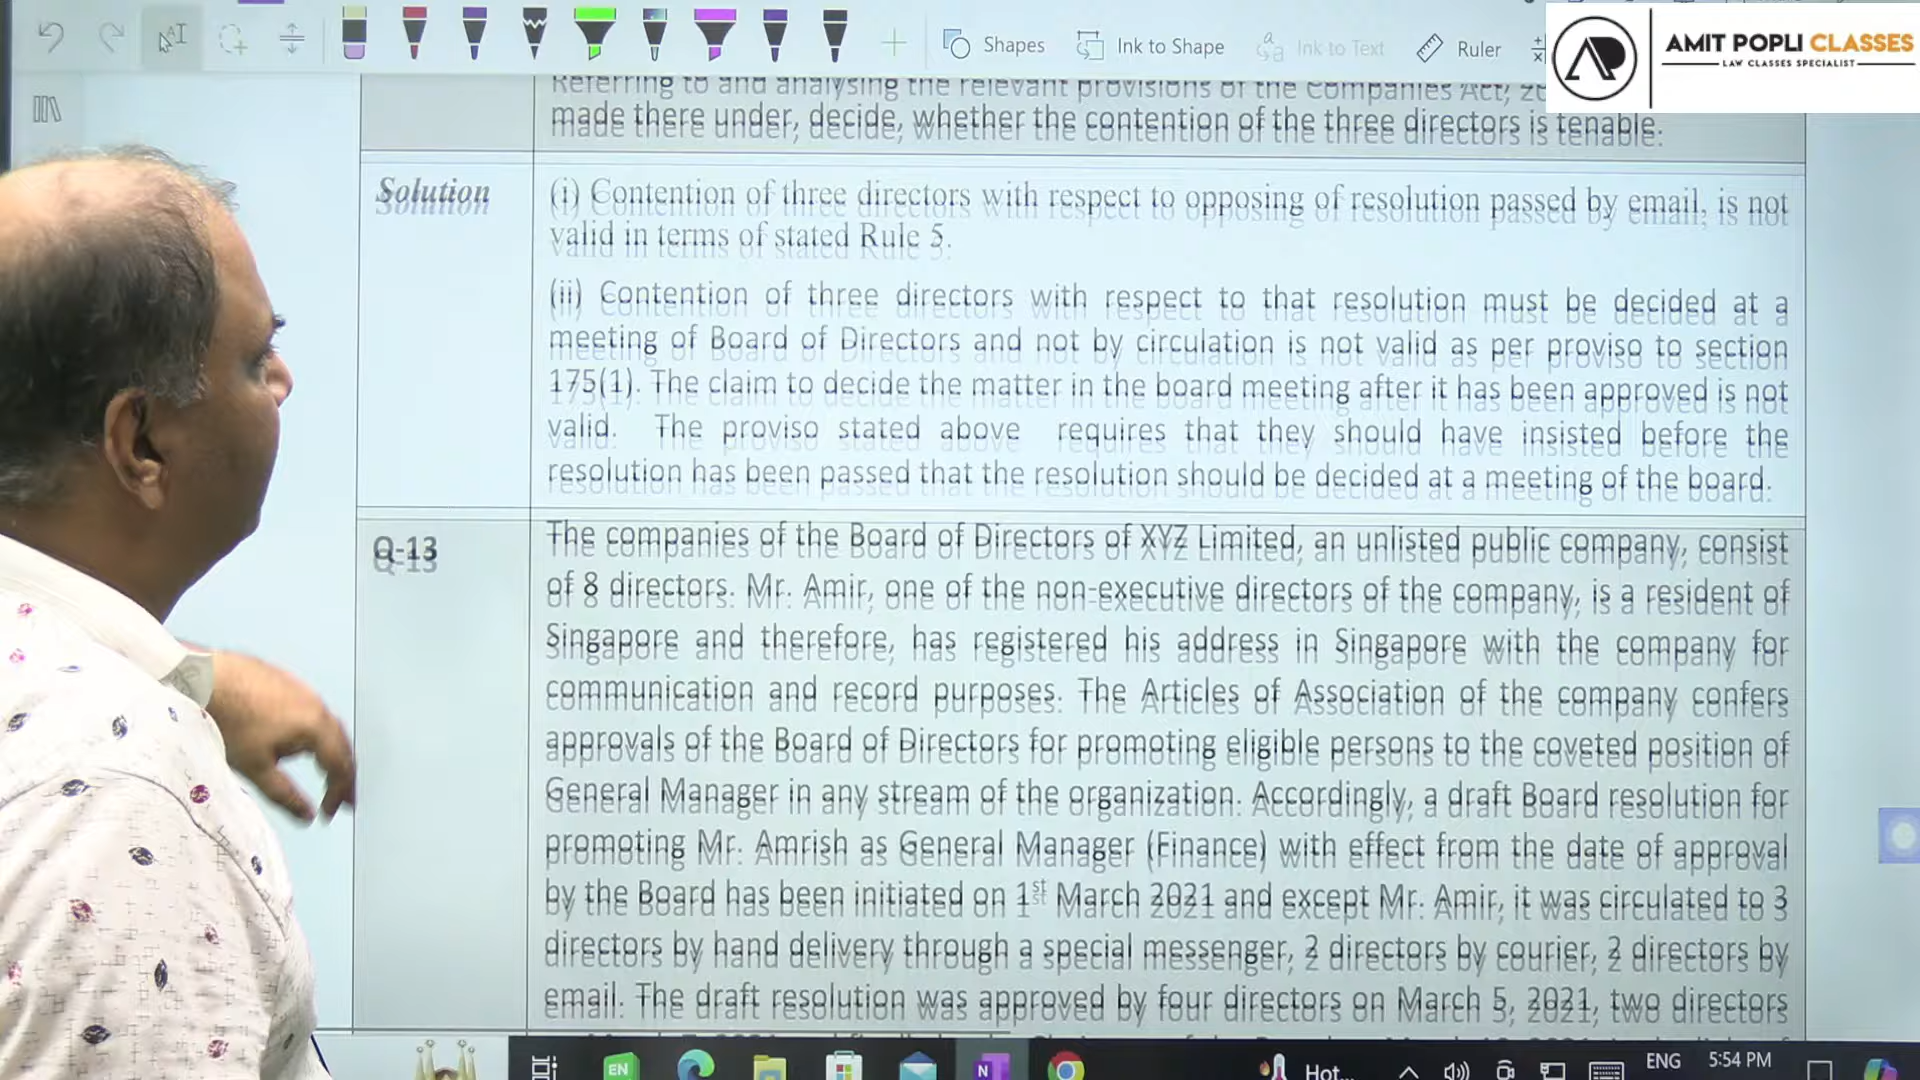 Shapes
Ink to Shape
Ink to Text
Ruler
AMIT POPLI CLASSES
LAW CLASSES SPECIALIST
Referring to and analysing the relevant provisions of the Companies Act,
made there under, decide, whether the contention of the three directors is tenable.
Solution
(i) Contention of three directors with respect to opposing of resolution passed by email, is not
valid in terms of stated Rule 5.
(ii) Contention of three directors with respect to that resolution must be decided at a
meeting of Board of Directors and not by circulation is not valid as per proviso to section
175(1). The claim to decide the matter in the board meeting after it has been approved is not
valid. The proviso stated above requires that they should have insisted before the
resolution has been passed that the resolution should be decided at a meeting of the board.
Q-13
The companies of the Board of Directors of XYZ Limited, an unlisted public company, consist
of 8 directors. Mr. Amir, one of the non-executive directors of the company, is a resident of
Singapore and therefore, has registered his address in Singapore with the company for
communication and record purposes. The Articles of Association of the company confers
approvals of the Board of Directors for promoting eligible persons to the coveted position of
General Manager in any stream of the organization. Accordingly, a draft Board resolution for
promoting Mr. Amrish as General Manager (Finance) with effect from the date of approval
by the Board has been initiated on 1st March 2021 and except Mr. Amir, it was circulated to 3
directors by hand delivery through a special messenger, 2 directors by courier, 2 directors by
email. The draft resolution was approved by four directors on March 5, 2021, two directors
EN
N
Hot...
ENG
5:54 PM